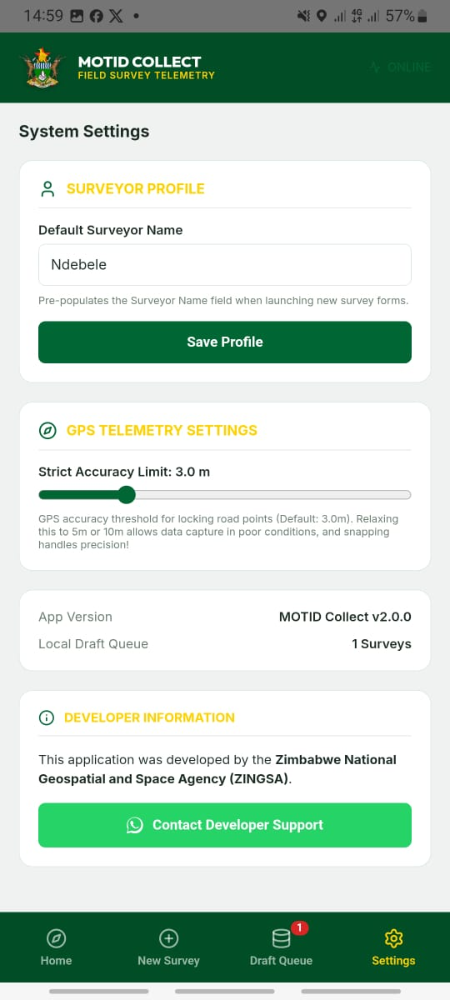 14:59
4G
57%
MOTID COLLECT
FIELD SURVEY TELEMETRY
ONLINE
System Settings
SURVEYOR PROFILE
Default Surveyor Name
Ndebele
Pre-populates the Surveyor Name field when launching new survey forms.
Save Profile
GPS TELEMETRY SETTINGS
Strict Accuracy Limit: 3.0 m
GPS accuracy threshold for locking road points (Default: 3.0m). Relaxing
this to 5m or 10m allows data capture in poor conditions, and snapping
handles precision!
App Version
MOTID Collect v2.0.0
Local Draft Queue
1 Surveys
DEVELOPER INFORMATION
This application was developed by the Zimbabwe National
Geospatial and Space Agency (ZINGSA).
Contact Developer Support
1
Home
New Survey
Draft Queue
Settings